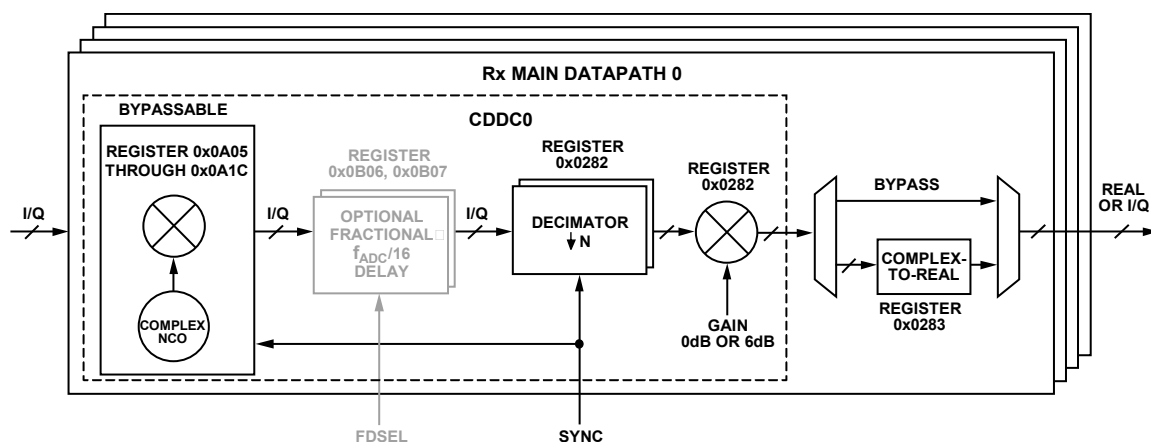 Rx MAIN DATAPATH 0
BYPASSABLE
CDDC0
REGISTER 0x0A05
THROUGH 0x0A1C
COMPLEX
NCO
I/Q
I/Q
REGISTER
0x0B06, 0x0B07
OPTIONAL
FRACTIONAL
fADC/16
DELAY
I/Q
REGISTER
0x0282
DECIMATOR
↓ N
REGISTER
0x0282
GAIN
0dB OR 6dB
BYPASS
COMPLEX-
TO-REAL
REGISTER
0x0283
REAL
OR I/Q
FDSEL
SYNC